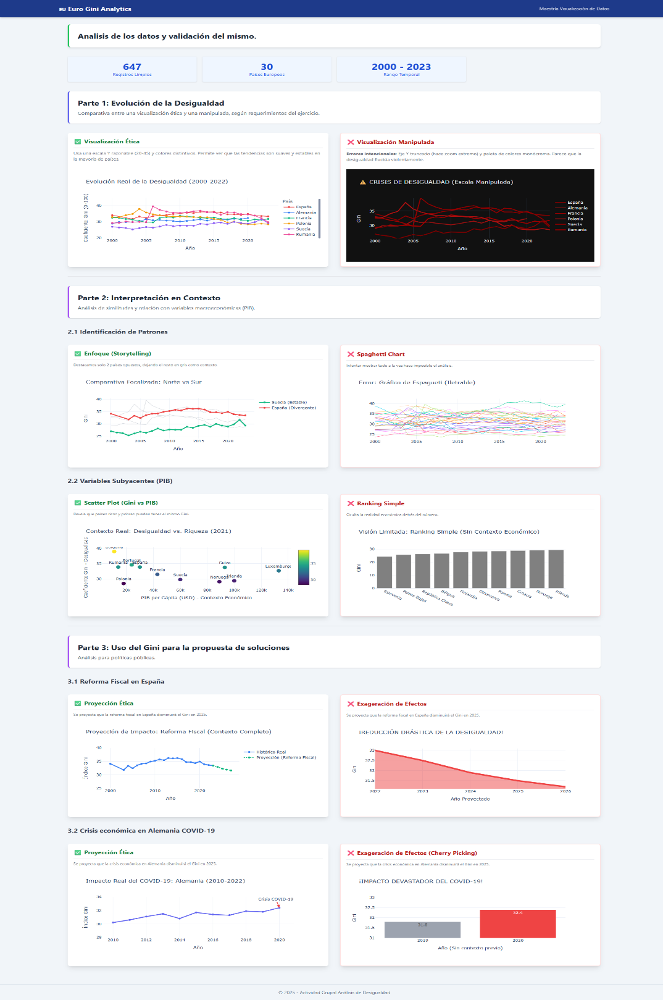 EU Euro Gini Analytics
Maestría Visualización de Datos
Analisis de los datos y validación del mismo.
647
Registros Limpios
30
Países Europeos
2000 - 2023
Rango Temporal
Parte 1: Evolución de la Desigualdad
Comparativa entre una visualización ética y una manipulada, según requerimientos del ejercicio.
✅ Visualización Ética
Usa una escala Y razonable (20-45) y colores distintivos. Permite ver que las tendencias son suaves y estables en
la mayoría de países.
Evolución Real de la Desigualdad (2000-2022)
Coeficiente Gini (0-100)
40
30
20
2000
2005
2010
2015
2020
Año
País
España
Alemania
Francia
Polonia
Suecia
Rumania
❌ Visualización Manipulada
Errores intencionales: Eje Y truncado (hace zoom extremo) y paleta de colores monócroma. Parece que la
desigualdad fluctúa violentamente.
⚠️ CRISIS DE DESIGUALDAD (Escala Manipulada)
Gini
35
30
2000
2005
2010
2015
2020
Año
España
Alemania
Francia
Polonia
Suecia
Rumania
Parte 2: Interpretación en Contexto
Análisis de similitudes y relación con variables macroeconómicas (PIB).
2.1 Identificación de Patrones
✅ Enfoque (Storytelling)
Destacamos solo 2 países opuestos, dejando el resto en gris como contexto.
Comparativa Focalizada: Norte vs Sur
Gini
40
35
30
25
2000
2005
2010
2015
2020
Año
Suecia (Estable)
España (Divergente)
❌ Spaghetti Chart
Intentar mostrar todo a la vez hace imposible el análisis.
Error: Gráfico de Espagueti (Iletrable)
40
35
30
25
2000
2005
2010
2015
2020
2.2 Variables Subyacentes (PIB)
✅ Scatter Plot (Gini vs PIB)
Revela que países ricos y pobres pueden tener el mismo Gini.
Contexto Real: Desigualdad vs. Riqueza (2021)
Coeficiente Gini - Desigualdad
40
35
30
Bulgaria
Rumania
Portugal
España
Polonia
Francia
Suecia
Suiza
Noruega
Irlanda
Luxemburgo
20k
40k
60k
80k
100k
120k
140k
PIB per Cápita (USD) - Contexto Económico
35
30
❌ Ranking Simple
Oculta la realidad económica detrás del número.
Visión Limitada: Ranking Simple (Sin Contexto Económico)
Gini
30
20
10
0
Eslovenia
Países Bajos
República Checa
Bélgica
Finlandia
Dinamarca
Polonia
Croacia
Noruega
Irlanda
Parte 3: Uso del Gini para la propuesta de soluciones
Análisis para políticas públicas.
3.1 Reforma Fiscal en España
✅ Proyección Ética
Se proyecta que la reforma fiscal en España disminuirá el Gini en 2025.
Proyección de Impacto: Reforma Fiscal (Contexto Completo)
Índice Gini
40
35
30
25
2000
2010
2020
Año
Histórico Real
Proyección (Reforma Fiscal)
❌ Exageración de Efectos
Se proyecta que la reforma fiscal en España disminuirá el Gini en 2025.
¡REDUCCIÓN DRÁSTICA DE LA DESIGUALDAD!
Gin
33
32.5
32
31.5
2022
2023
2024
2025
2026
Año Proyectado
3.2 Crisis económica en Alemania COVID-19
✅ Proyección Ética
Se proyecta que la crisis económica en Alemania disminuirá el Gini en 2025.
Impacto Real del COVID-19: Alemania (2010-2022)
Índice Gini
34
32
30
28
Crisis COVID-19
2010
2012
2014
2016
2018
2020
Año
❌ Exageración de Efectos (Cherry Picking)
Se proyecta que la crisis económica en Alemania disminuirá el Gini en 2025.
¡IMPACTO DEVASTADOR DEL COVID-19!
Gini
33
32.5
32
31.5
31
31.8
32.4
2019
2020
Año (Sin contexto previo)
© 2025 - Actividad Grupal Análisis de Desigualdad